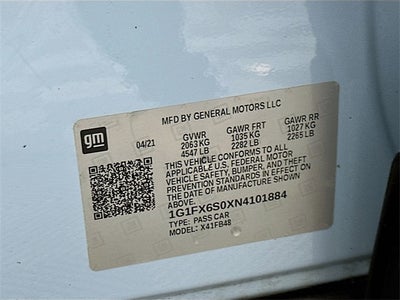 MFD BY GENERAL MOTORS LLC
gm
04/21
GVWR GAWR FRT GAWR RR
2063 KG 1035 KG 1027 KG
4547 LB 2282 LB 2265 LB
THIS VEHICLE CONFORMS TO ALL
APPLICABLE U.S. FEDERAL MOTOR
VEHICLE SAFETY, BUMPER, AND THEFT
PREVENTION STANDARDS IN EFFECT ON
THE DATE OF MANUFACTURE SHOWN
ABOVE.
1G1FX6S0XN4101884
TYPE: PASS CAR
MODEL: X41FB48